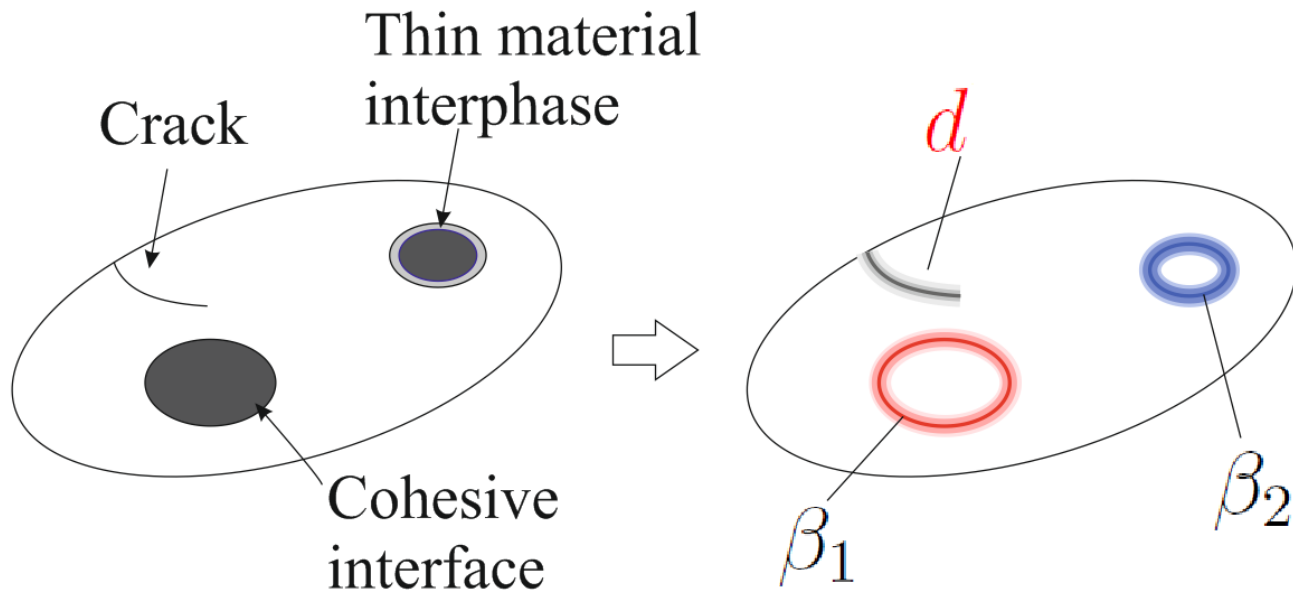 Thin material
interphase
Crack
d
Cohesive
interface
β₁
β₂